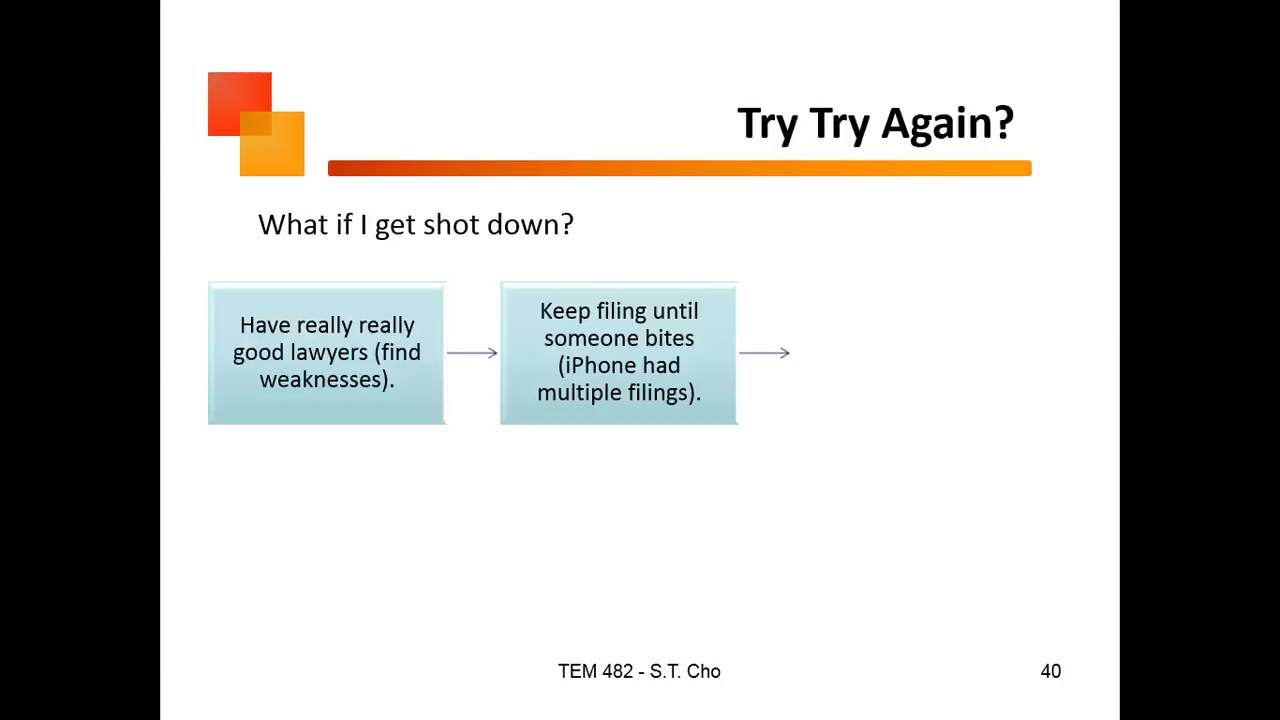 Try Try Again?
What if I get shot down?
Have really really
good lawyers (find
weaknesses).
Keep filing until
someone bites
(iPhone had
multiple filings).
TEM 482 - S.T. Cho
40